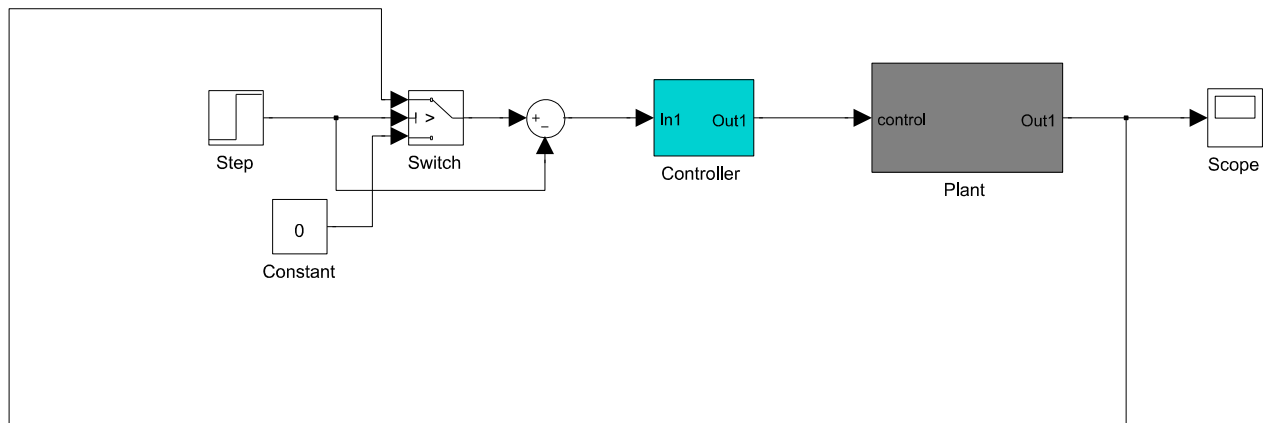 Step
>
Switch
+
−
In1
Out1
Controller
control
Out1
Plant
Scope
0
Constant